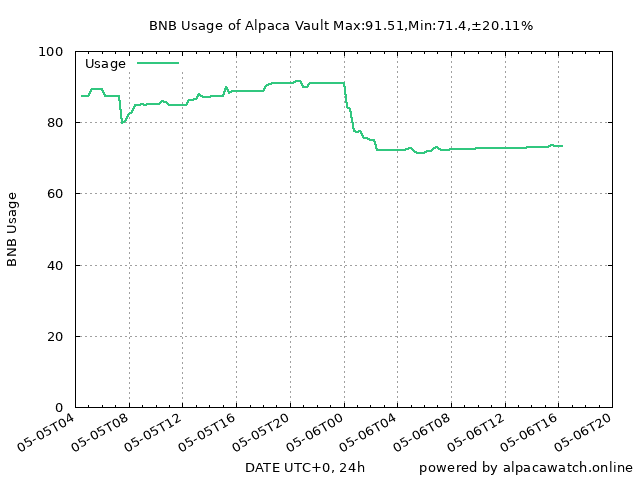 BNB Usage of Alpaca Vault Max:91.51,Min:71.4,±20.11%
100
Usage
80
60
BNB Usage
40
20
0
05-05T04 05-05T08 05-05T12 05-05T16 05-05T20 05-06T00 05-06T04 05-06T08 05-06T12 05-06T16 05-06T20
DATE UTC+0, 24h powered by alpacawatch.online